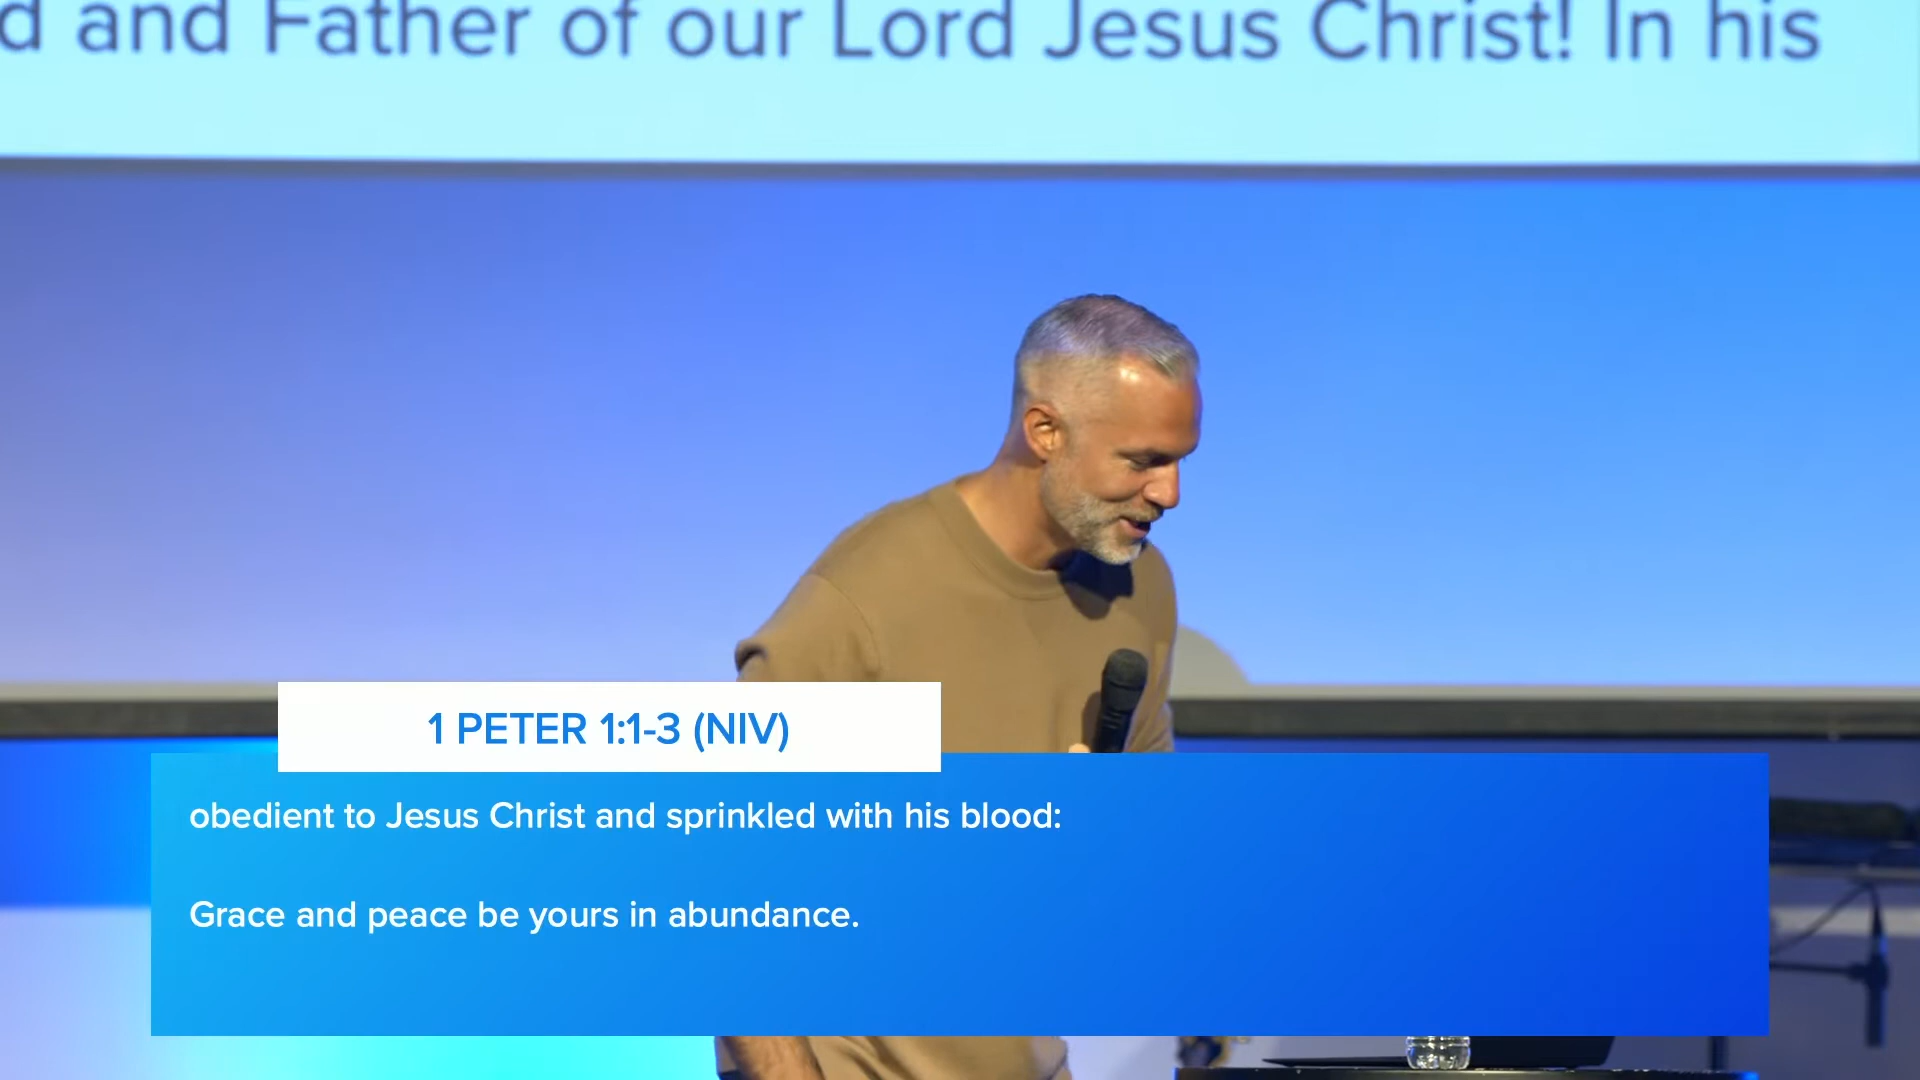 d and Father of our Lord Jesus Christ! In his
1 PETER 1:1-3 (NIV)
obedient to Jesus Christ and sprinkled with his blood:
Grace and peace be yours in abundance.